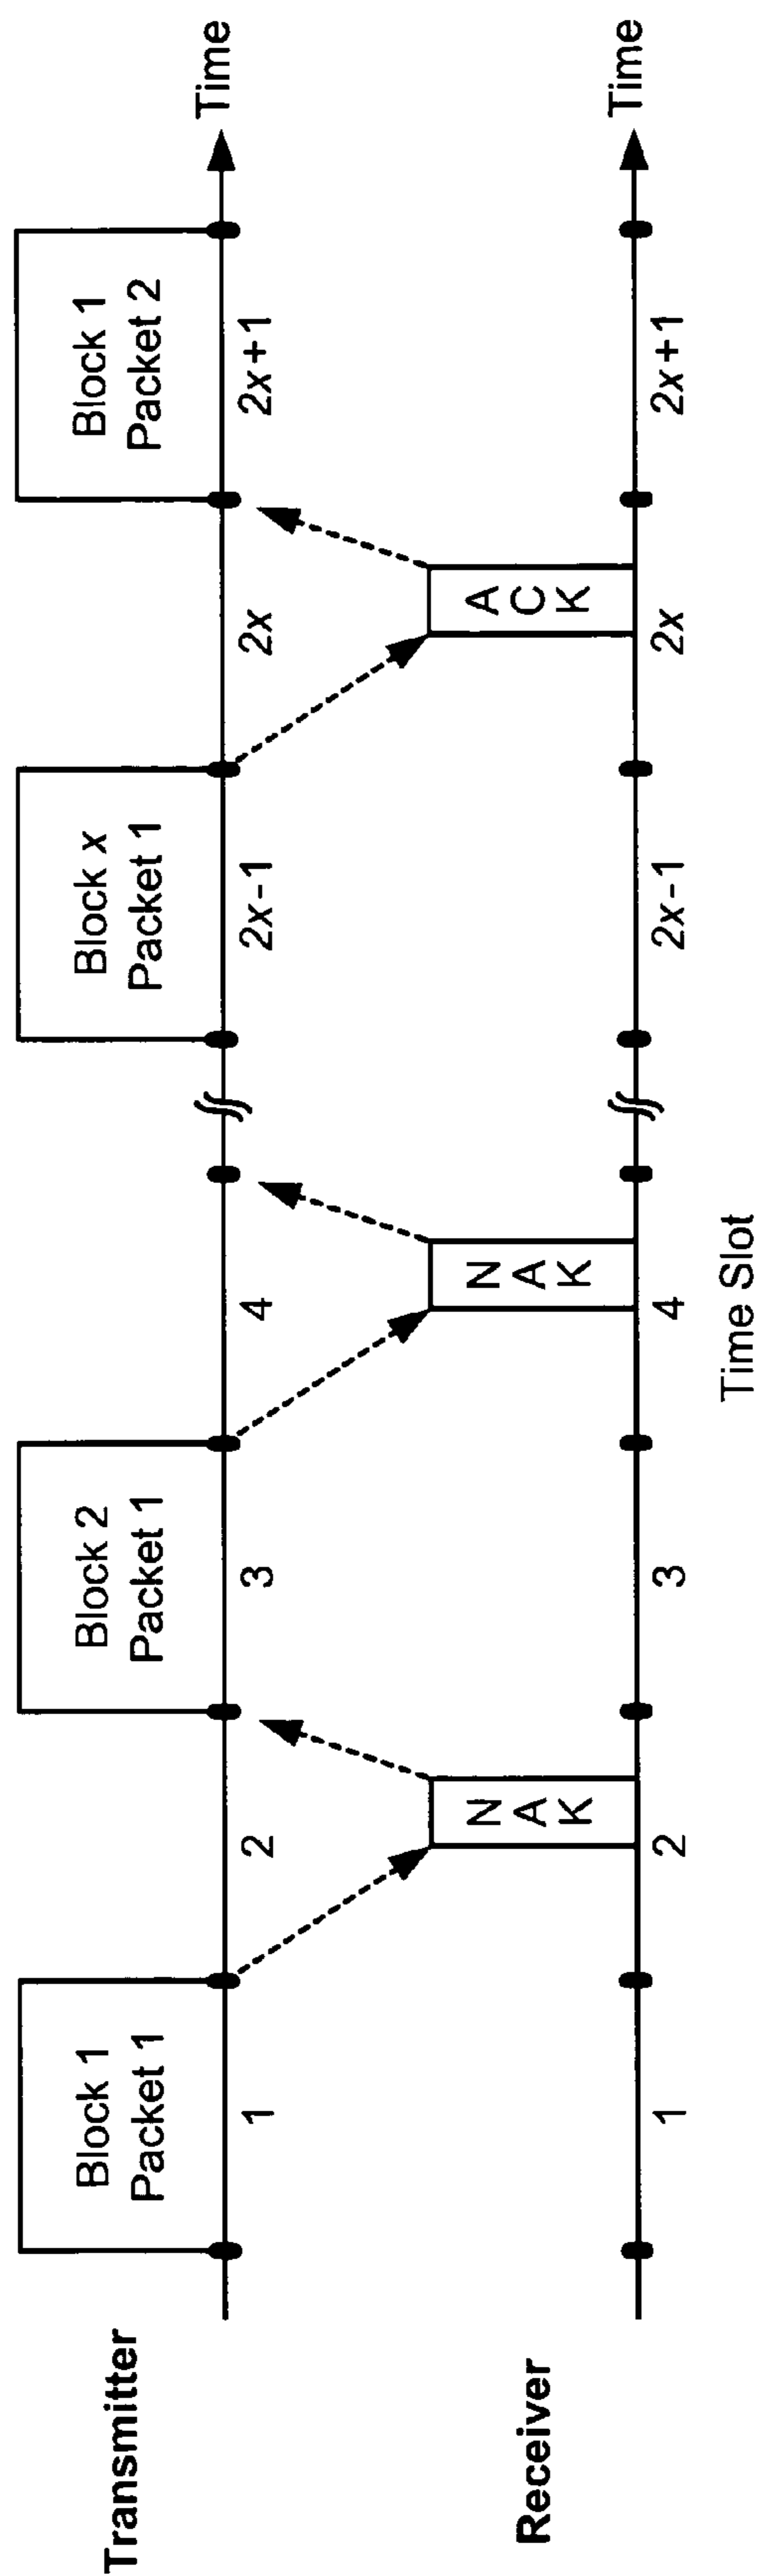 Transmitter
Block 1
Packet 1
Block 2
Packet 1
Block x
Packet 1
Block 1
Packet 2
1
2
3
4
2x-1
2x
2x+1
Time
N
A
K
N
A
K
A
C
K
Receiver
1
2
3
4
2x-1
2x
2x+1
Time
Time Slot